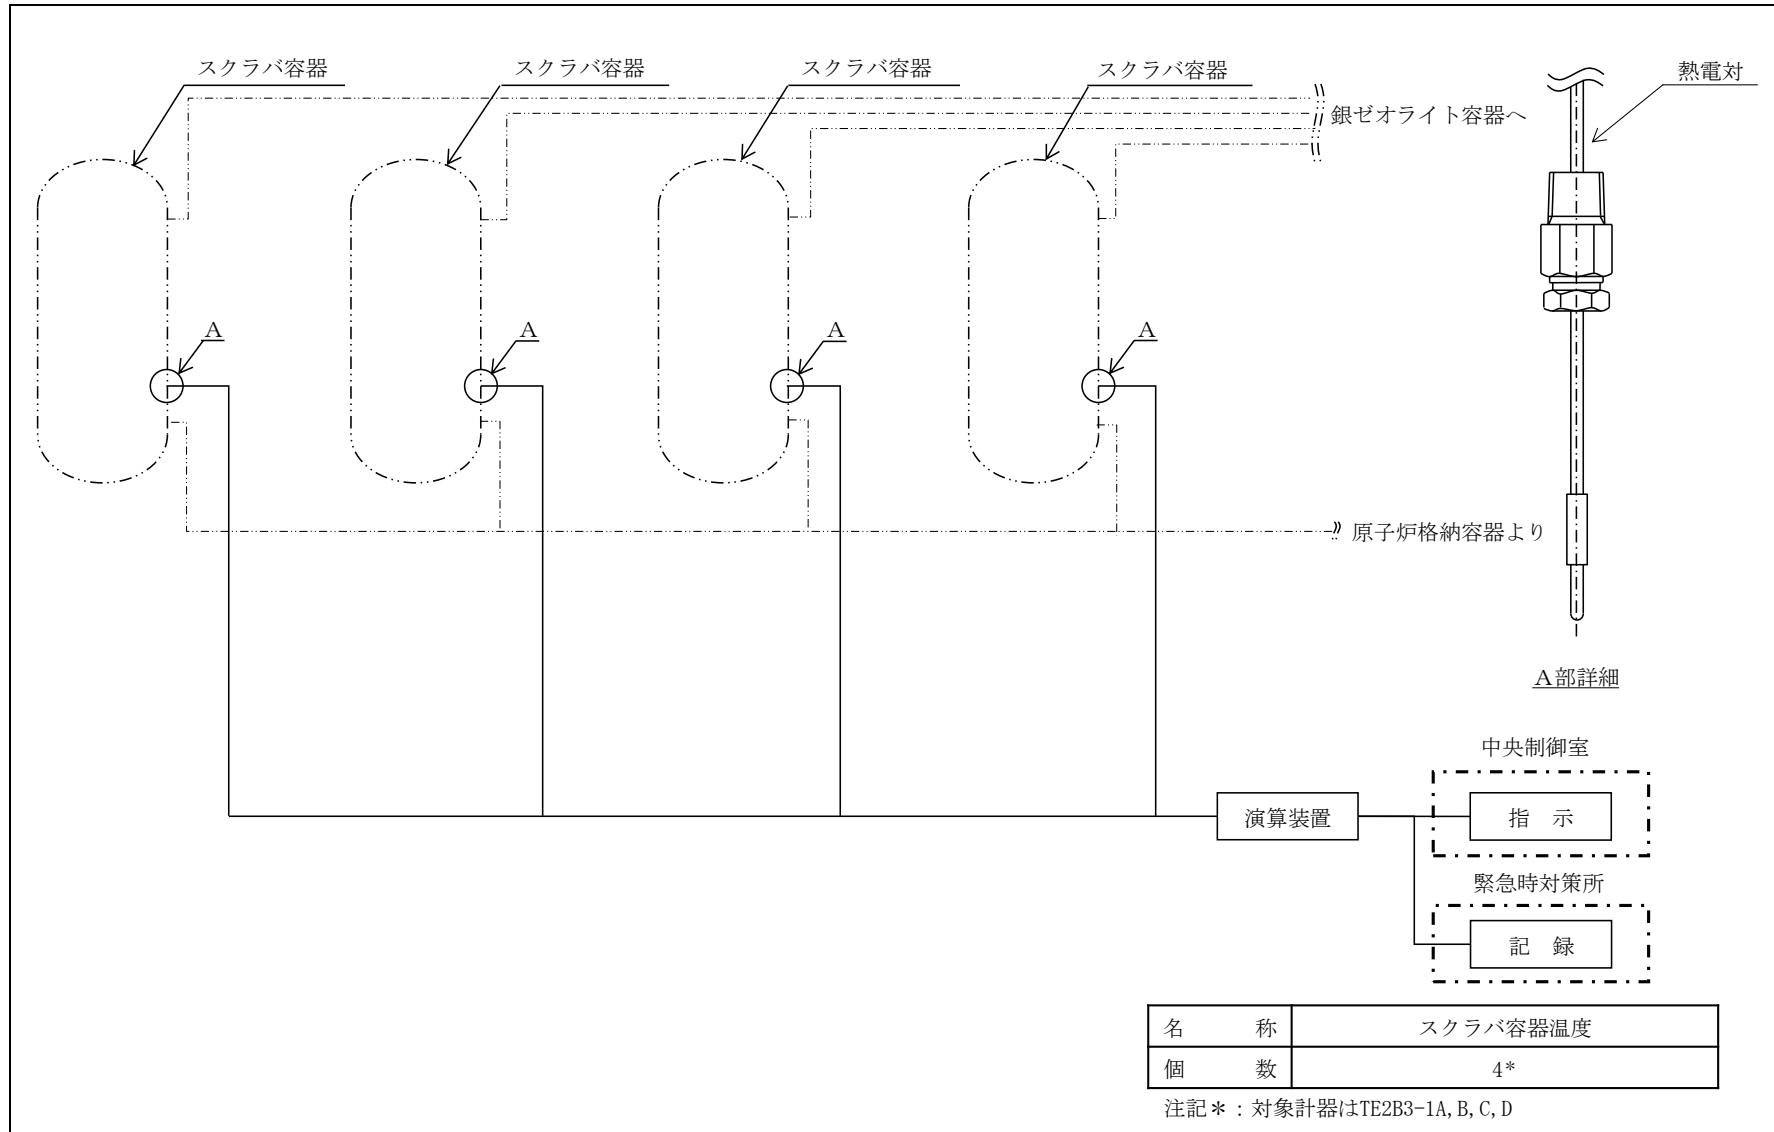 スクラバ容器
スクラバ容器
スクラバ容器
スクラバ容器
熱電対
銀ゼオライト容器へ
A
A
A
A
原子炉格納容器より
A部詳細
中央制御室
演算装置
指 示
緊急時対策所
記 録
名 称 スクラバ容器温度
個 数 4*
注記*:対象計器はTE2B3-1A,B,C,D